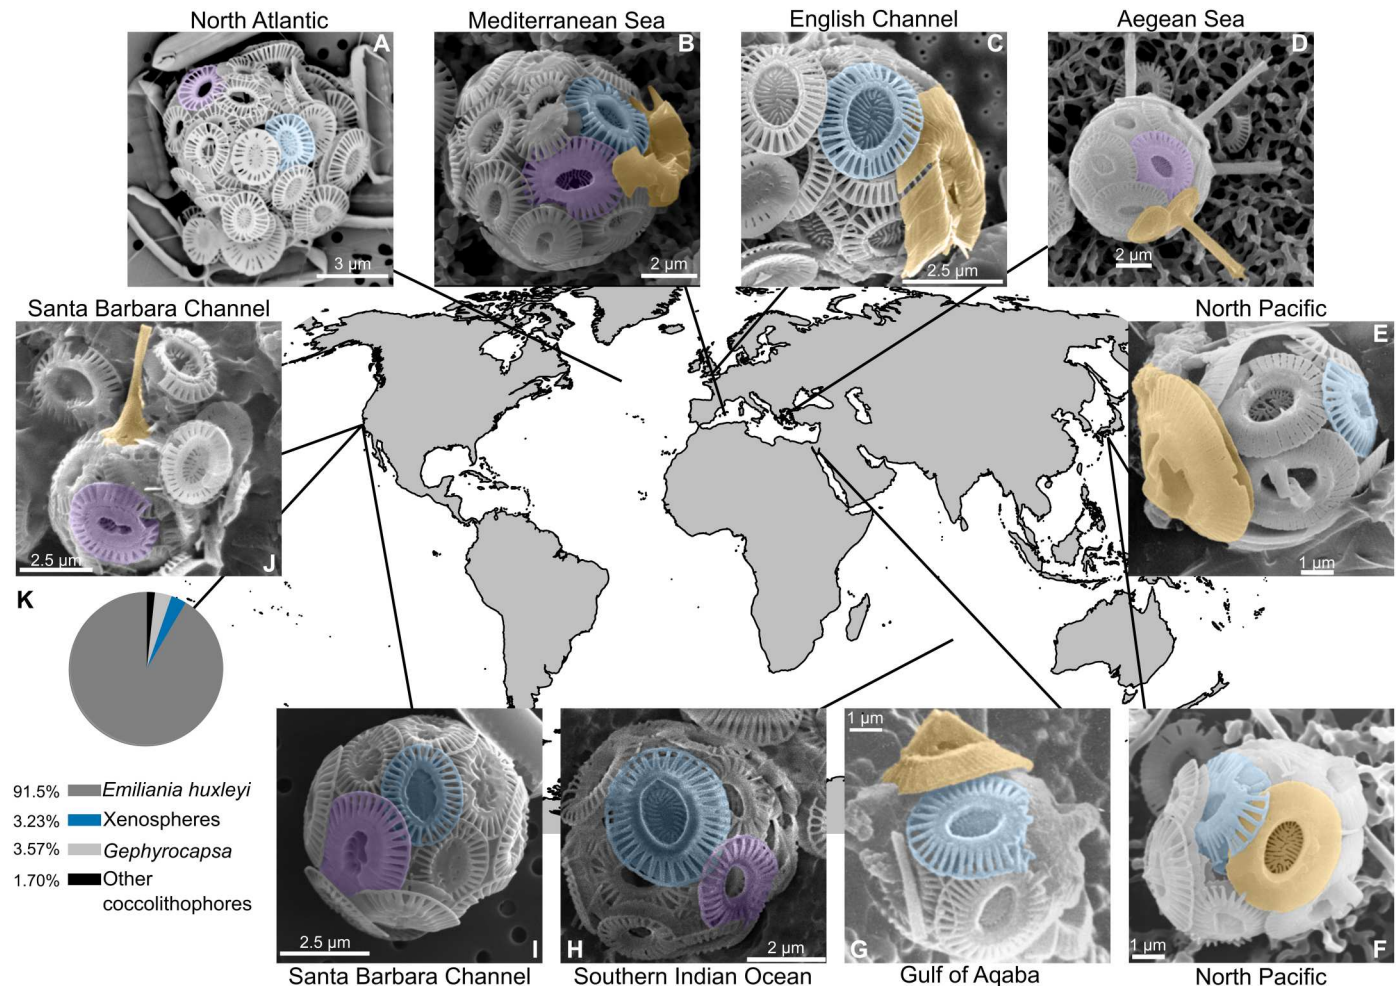 North Atlantic
Mediterranean Sea
English Channel
Aegean Sea
A
B
C
D
3 µm
2 µm
2.5 µm
2 µm
Santa Barbara Channel
North Pacific
E
2.5 µm
J
1 µm
K
91.5% Emiliania huxleyi
3.23% Xenospheres
3.57% Gephyrocapsa
1.70% Other
coccolithophores
1 µm
2.5 µm
I
H
2 µm
G
1 µm
F
Santa Barbara Channel
Southern Indian Ocean
Gulf of Aqaba
North Pacific